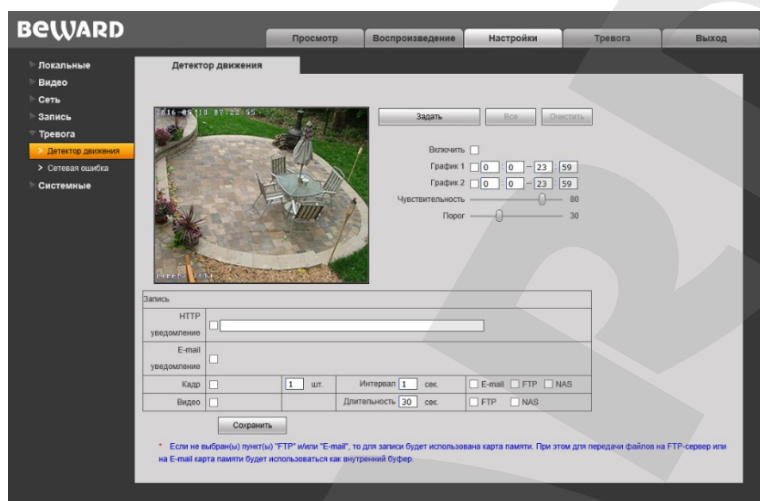 BEWARD
Просмотр Воспроизведение Настройки Тревога Выход
Локальные
Видео
Сеть
Запись
Тревога
Детектор движения
Сетевая ошибка
Системные
Детектор движения
Задать Все Очистить
Включить
График 1 0 : 0 – 23 : 59
График 2 0 : 0 – 23 : 59
Чувствительность 80
Порог 30
Запись
HTTP
уведомление
E-mail
уведомление
Кадр 1 шт. Интервал 1 сек. E-mail FTP NAS
Видео Длительность 30 сек. FTP NAS
Сохранить
* Если не выбран(ы) пункт(ы) "FTP" и/или "E-mail", то для записи будет использована карта памяти. При этом для передачи файлов на FTP-сервер или
на E-mail карта памяти будет использоваться как внутренний буфер.